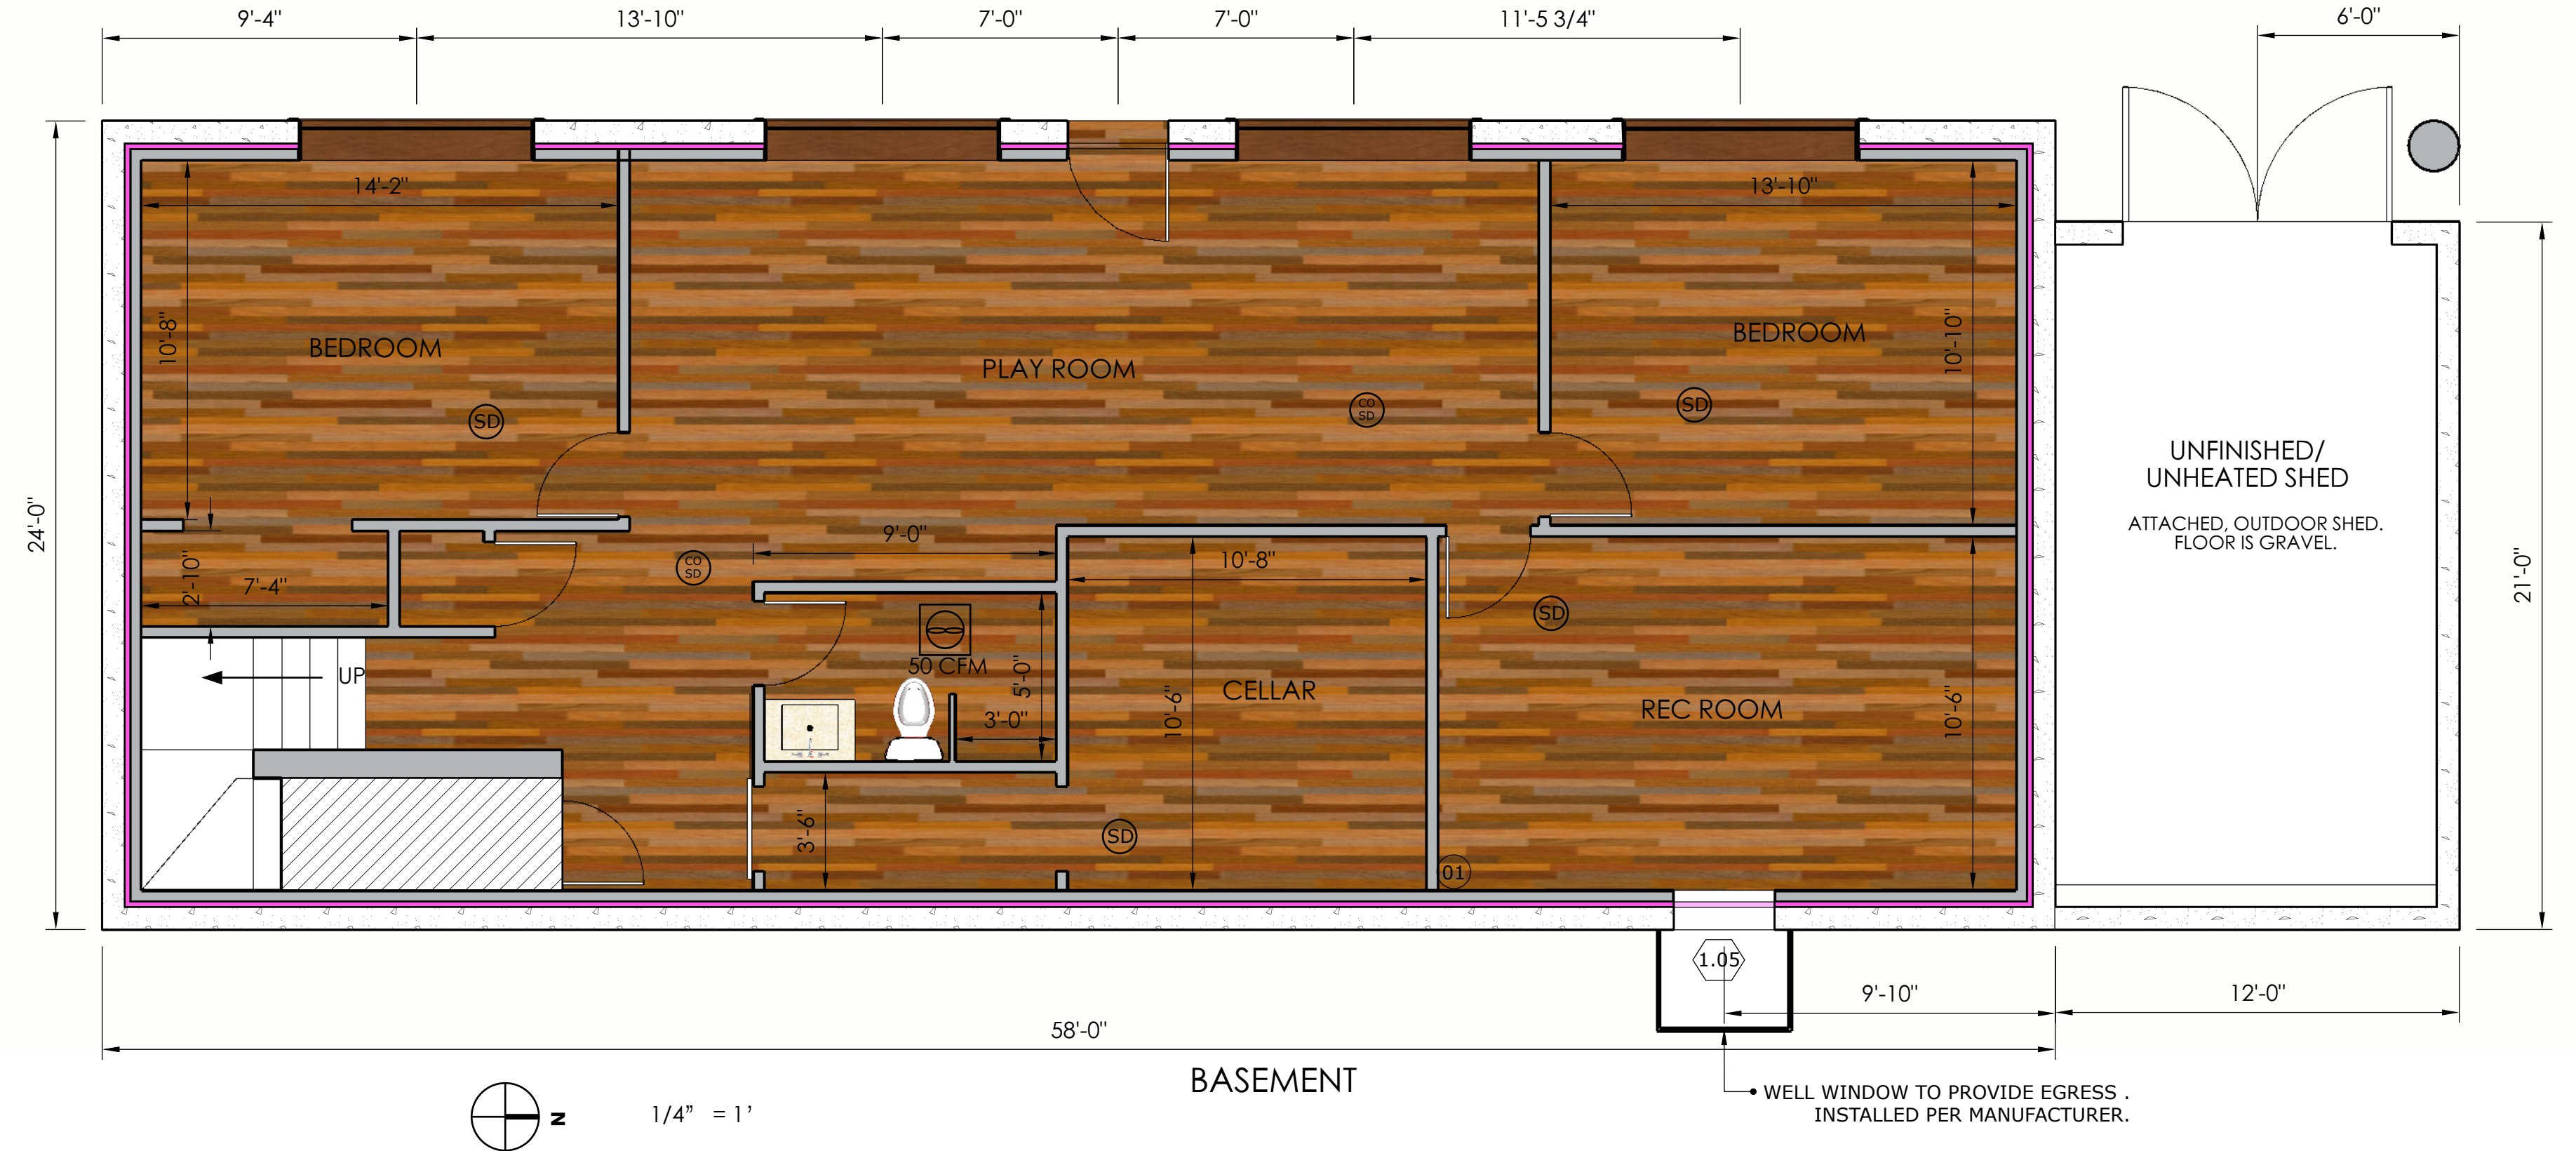 9'-4"
13'-10"
7'-0"
7'-0"
11'-5 3/4"
6'-0"
14'-2"
13'-10"
10'-8"
BEDROOM
PLAY ROOM
BEDROOM
10'-10"
SD
CO
SD
SD
UNFINISHED/
UNHEATED SHED
ATTACHED, OUTDOOR SHED.
FLOOR IS GRAVEL.
24'-0"
21'-0"
9'-0"
10'-8"
CO
SD
2'-10"
7'-4"
SD
50 CFM
5'-0"
3'-0"
UP
CELLAR
10'-6"
REC ROOM
10'-6"
3'-6"
SD
01
1.05
9'-10"
12'-0"
58'-0"
BASEMENT
WELL WINDOW TO PROVIDE EGRESS .
INSTALLED PER MANUFACTURER.
N
1/4" = 1'